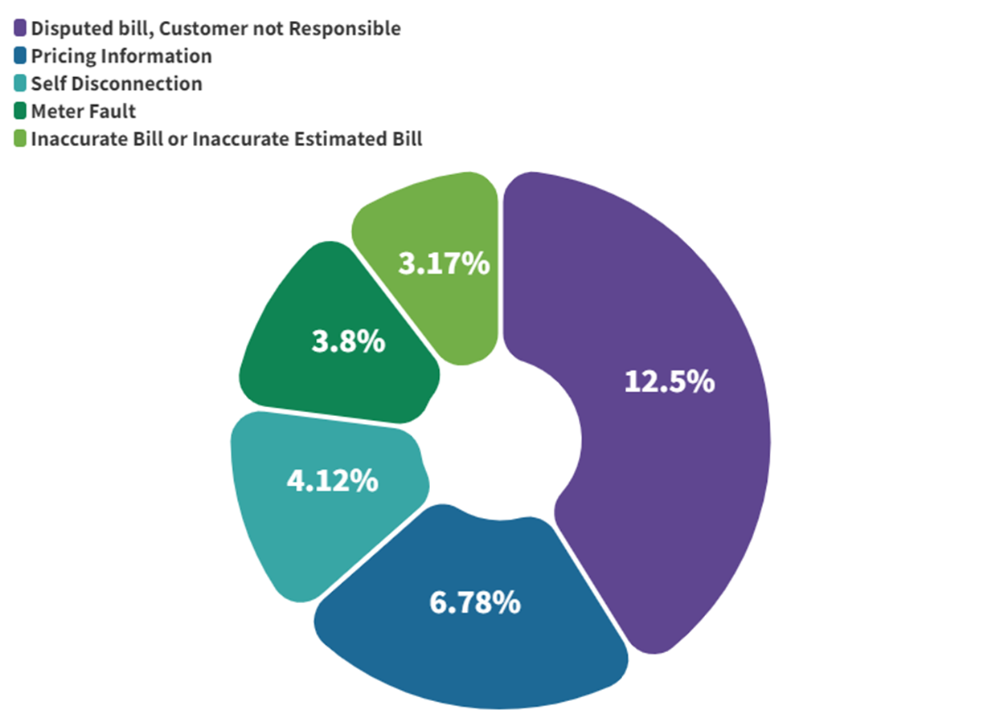 Disputed bill, Customer not Responsible
Pricing Information
Self Disconnection
Meter Fault
Inaccurate Bill or Inaccurate Estimated Bill
3.17%
3.8%
12.5%
4.12%
6.78%